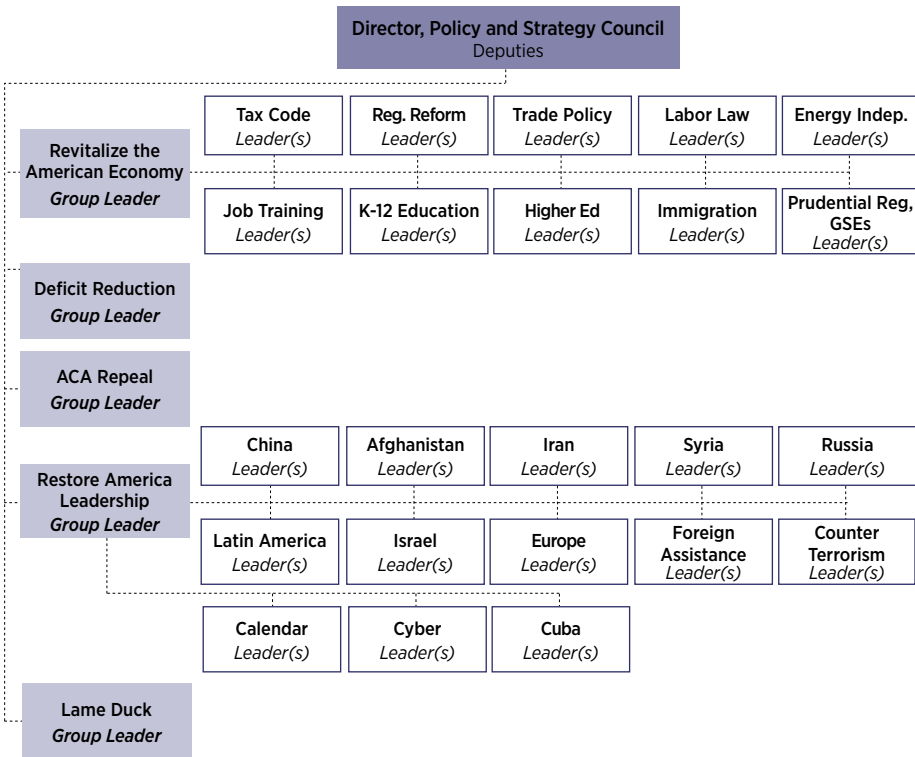 Director, Policy and Strategy Council
Deputies
Revitalize the
American Economy
Group Leader
Tax Code
Leader(s)
Reg. Reform
Leader(s)
Trade Policy
Leader(s)
Labor Law
Leader(s)
Energy Indep.
Leader(s)
Job Training
Leader(s)
K-12 Education
Leader(s)
Higher Ed
Leader(s)
Immigration
Leader(s)
Prudential Reg,
GSEs
Leader(s)
Deficit Reduction
Group Leader
ACA Repeal
Group Leader
Restore America
Leadership
Group Leader
China
Leader(s)
Afghanistan
Leader(s)
Iran
Leader(s)
Syria
Leader(s)
Russia
Leader(s)
Latin America
Leader(s)
Israel
Leader(s)
Europe
Leader(s)
Foreign
Assistance
Leader(s)
Counter
Terrorism
Leader(s)
Calendar
Leader(s)
Cyber
Leader(s)
Cuba
Leader(s)
Lame Duck
Group Leader